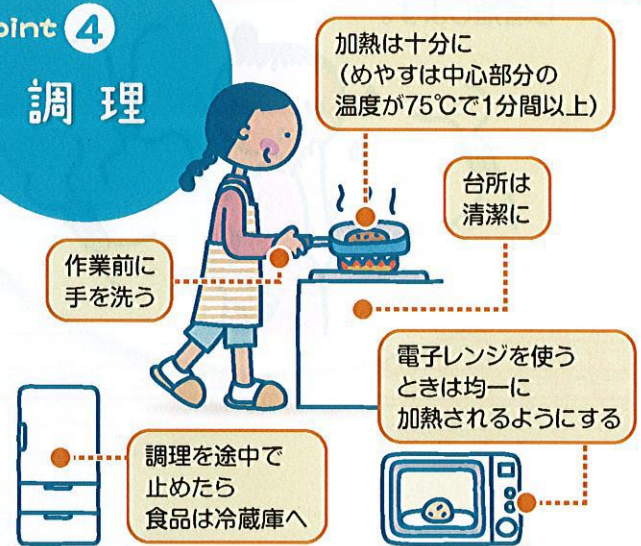 point 4
調理
加熱は十分に
（めやすは中心部分の
温度が75℃で1分間以上）
台所は
清潔に
作業前に
手を洗う
電子レンジを使う
ときは均一に
加熱されるようにする
調理を途中で
止めたら
食品は冷蔵庫へ